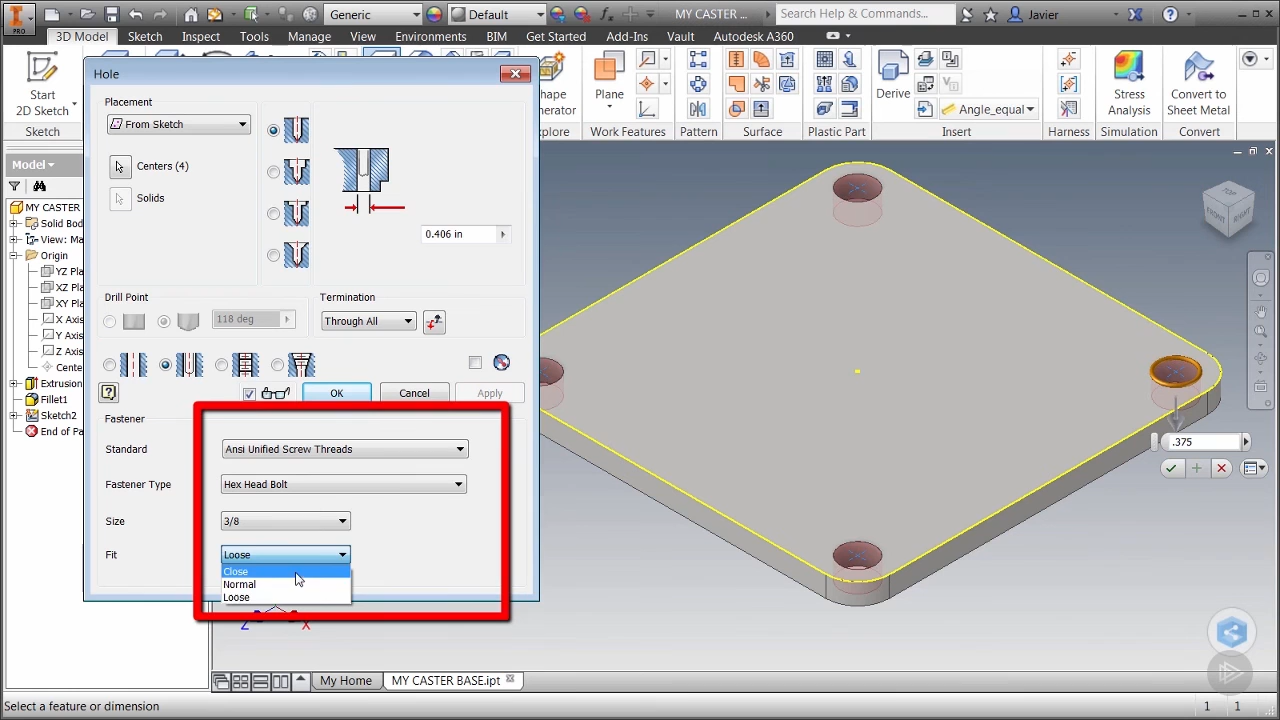 PRO
Generic
Default
MY CASTER ...
Search Help & Commands...
Javier
3D Model
Sketch
Inspect
Tools
Manage
View
Environments
BIM
Get Started
Add-Ins
Vault
Autodesk A360
Start
2D Sketch
Sketch
Plane
Derive
Angle_equal
Stress
Analysis
Convert to
Sheet Metal
Work Features
Pattern
Surface
Plastic Part
Insert
Harness
Simulation
Convert
Model
MY CASTER
Solid Bod
View: Ma
Origin
YZ Pla
XZ Pla
XY Pla
X Axis
Y Axis
Z Axis
Cente
Extrusion
Fillet1
Sketch2
End of Pa
Hole
Placement
From Sketch
Centers (4)
Solids
0.406 in
Drill Point
118 deg
Termination
Through All
OK
Cancel
Apply
Fastener
Standard
Ansi Unified Screw Threads
Fastener Type
Hex Head Bolt
Size
3/8
Fit
Loose
Close
Normal
Loose
Z
X
FRONT
RIGHT
.375
My Home
MY CASTER BASE.ipt
Select a feature or dimension
1
1